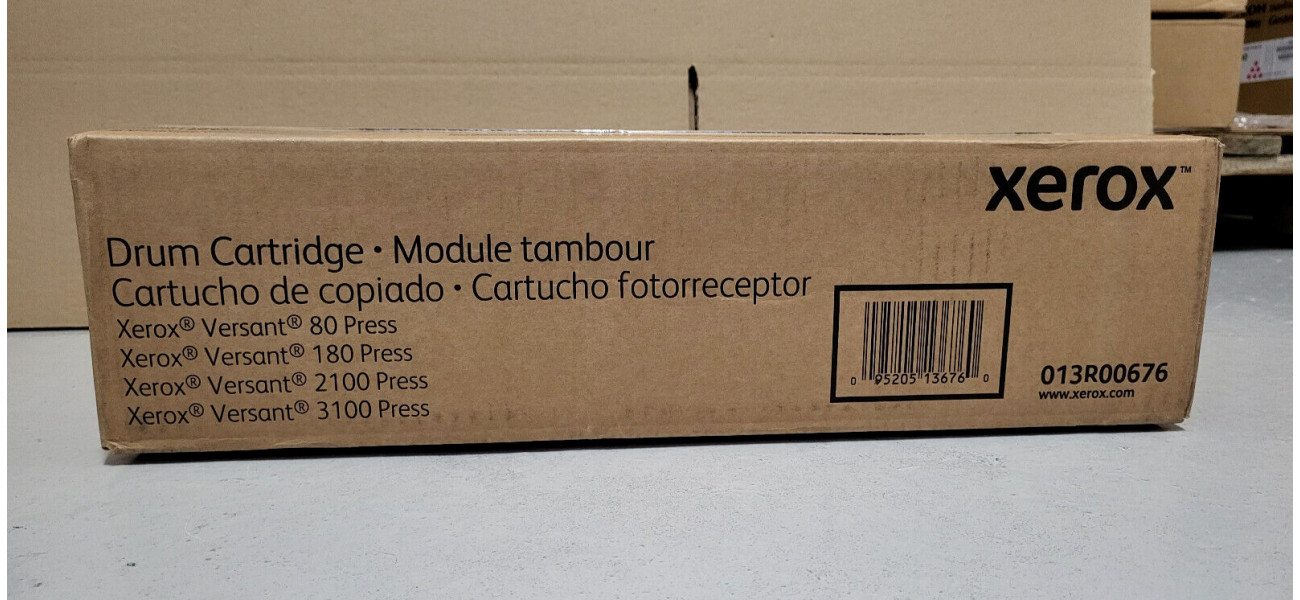 xerox™
Drum Cartridge • Module tambour
Cartucho de copiado • Cartucho fotorreceptor
Xerox® Versant® 80 Press
Xerox® Versant® 180 Press
Xerox® Versant® 2100 Press
Xerox® Versant® 3100 Press
0 95205 13676 0
013R00676
www.xerox.com